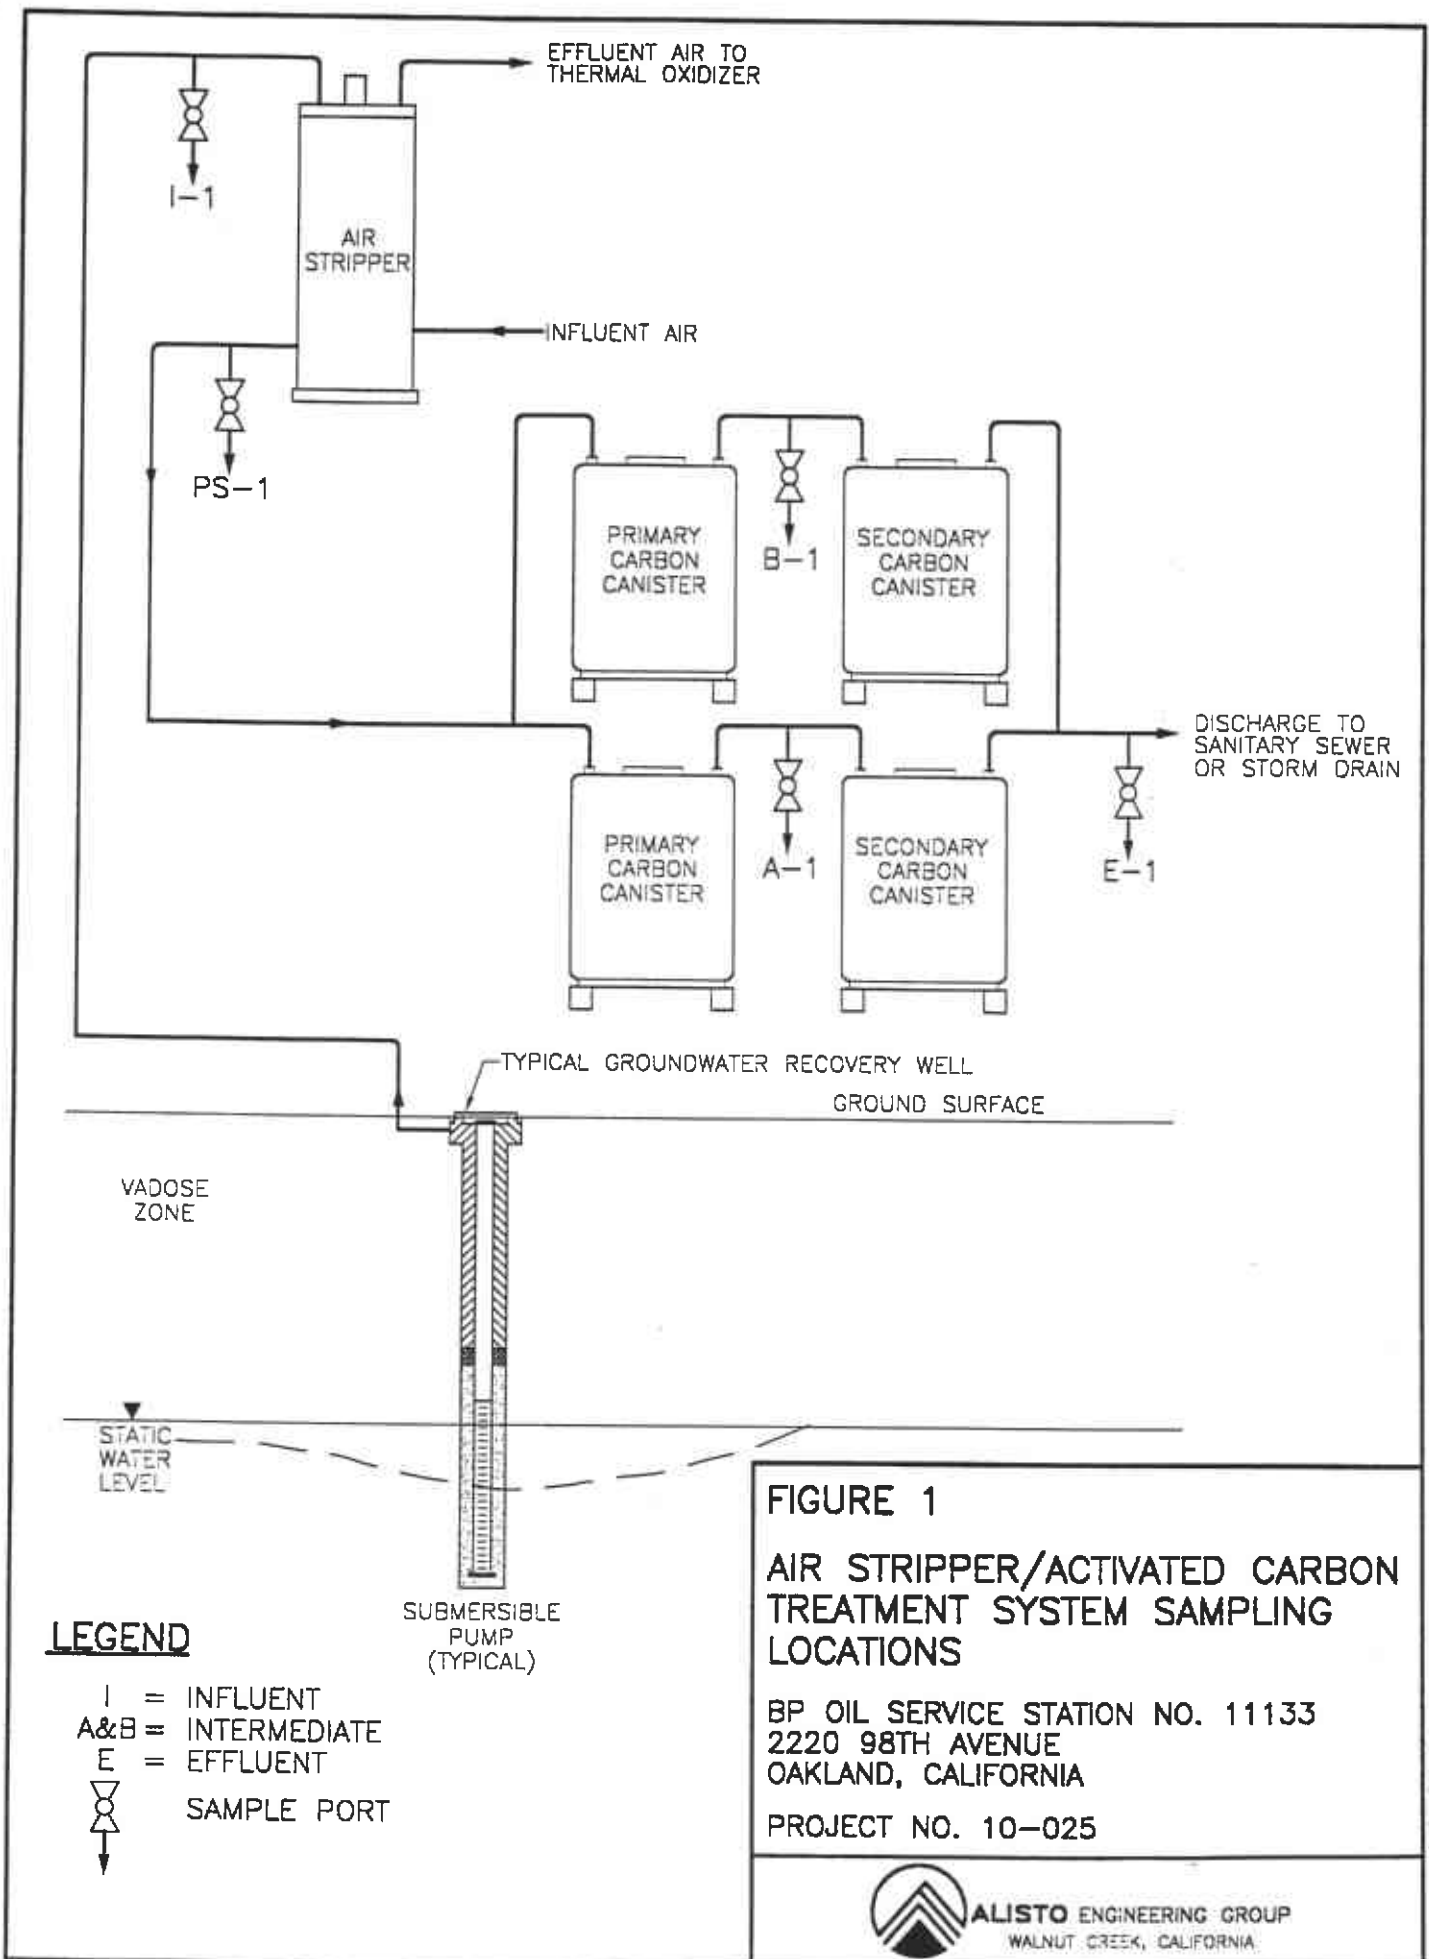 EFFLUENT AIR TO
THERMAL OXIDIZER
I-1
AIR
STRIPPER
INFLUENT AIR
PS-1
PRIMARY
CARBON
CANISTER
B-1
SECONDARY
CARBON
CANISTER
DISCHARGE TO
SANITARY SEWER
OR STORM DRAIN
PRIMARY
CARBON
CANISTER
A-1
SECONDARY
CARBON
CANISTER
E-1
TYPICAL GROUNDWATER RECOVERY WELL
GROUND SURFACE
VADOSE
ZONE
STATIC
WATER
LEVEL
SUBMERSIBLE
PUMP
(TYPICAL)
LEGEND
I = INFLUENT
A&B = INTERMEDIATE
E = EFFLUENT
SAMPLE PORT
FIGURE 1
AIR STRIPPER/ACTIVATED CARBON
TREATMENT SYSTEM SAMPLING
LOCATIONS
BP OIL SERVICE STATION NO. 11133
2220 98TH AVENUE
OAKLAND, CALIFORNIA
PROJECT NO. 10-025
ALISTO ENGINEERING GROUP
WALNUT CREEK, CALIFORNIA